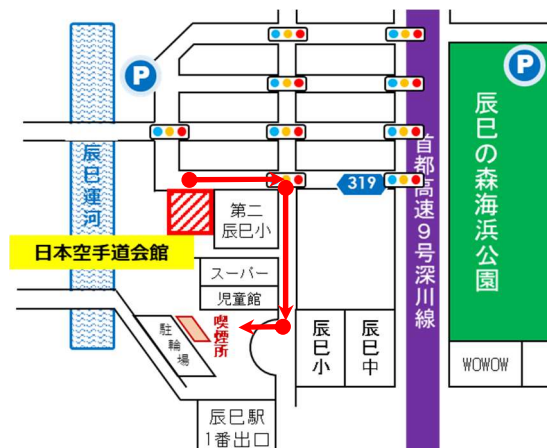 P
P
辰巳運河
首都高速9号深川線
辰巳の森海浜公園
319
第二
辰巳小
日本空手道会館
スーパー
児童館
喫煙所
駐輪場
辰巳小
辰巳中
WOWOW
辰巳駅
1番出口